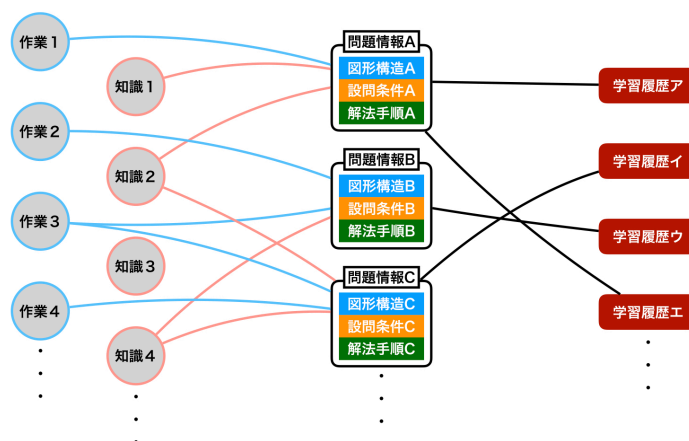 作業1
知識1
作業2
知識2
作業3
知識3
作業4
知識4
問題情報A
図形構造A
設問条件A
解法手順A
問題情報B
図形構造B
設問条件B
解法手順B
問題情報C
図形構造C
設問条件C
解法手順C
学習履歴ア
学習履歴イ
学習履歴ウ
学習履歴エ